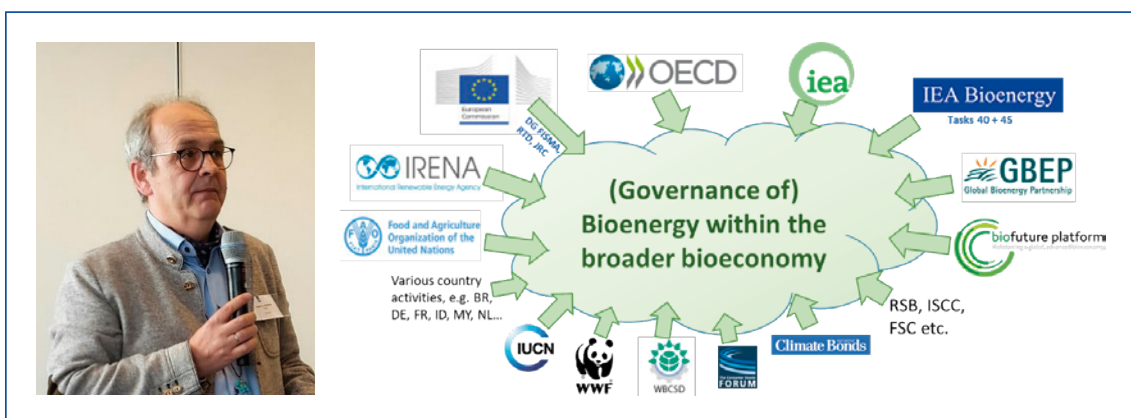 European
Commission
DG FISMA,
RTD, JRC
OECD
iea
IEA Bioenergy
Tasks 40 + 45
IRENA
International Renewable Energy Agency
GBEP
Global Bioenergy Partnership
(Governance of)
Bioenergy within the
broader bioeconomy
FAO
Food and Agriculture
Organization of the
United Nations
biofuture platform
Various country
activities, e.g. BR,
DE, FR, ID, MY, NL...
RSB, ISCC,
FSC etc.
IUCN
WWF
WBCSD
FORUM
Climate Bonds